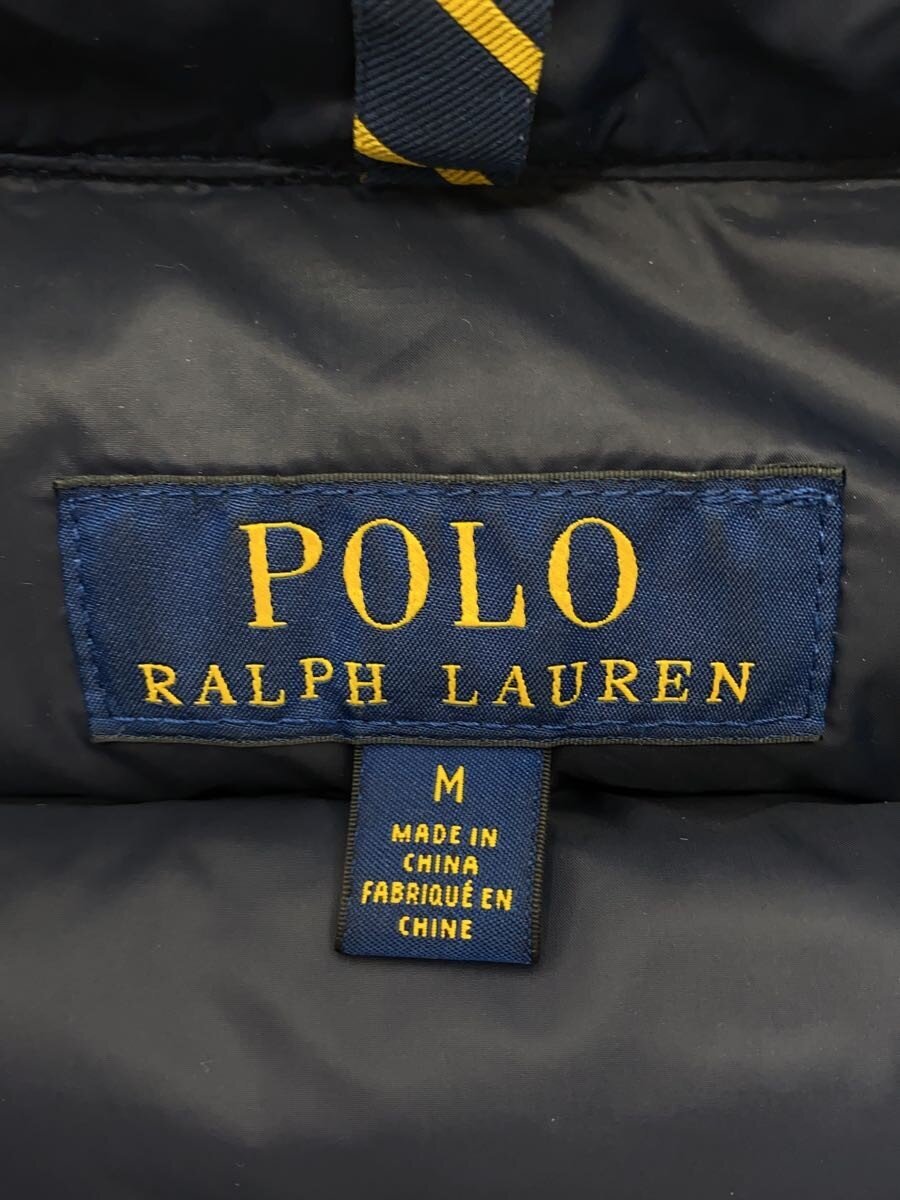 POLO
RALPH LAUREN
M
MADE IN
CHINA
FABRIQUÉ EN
CHINE